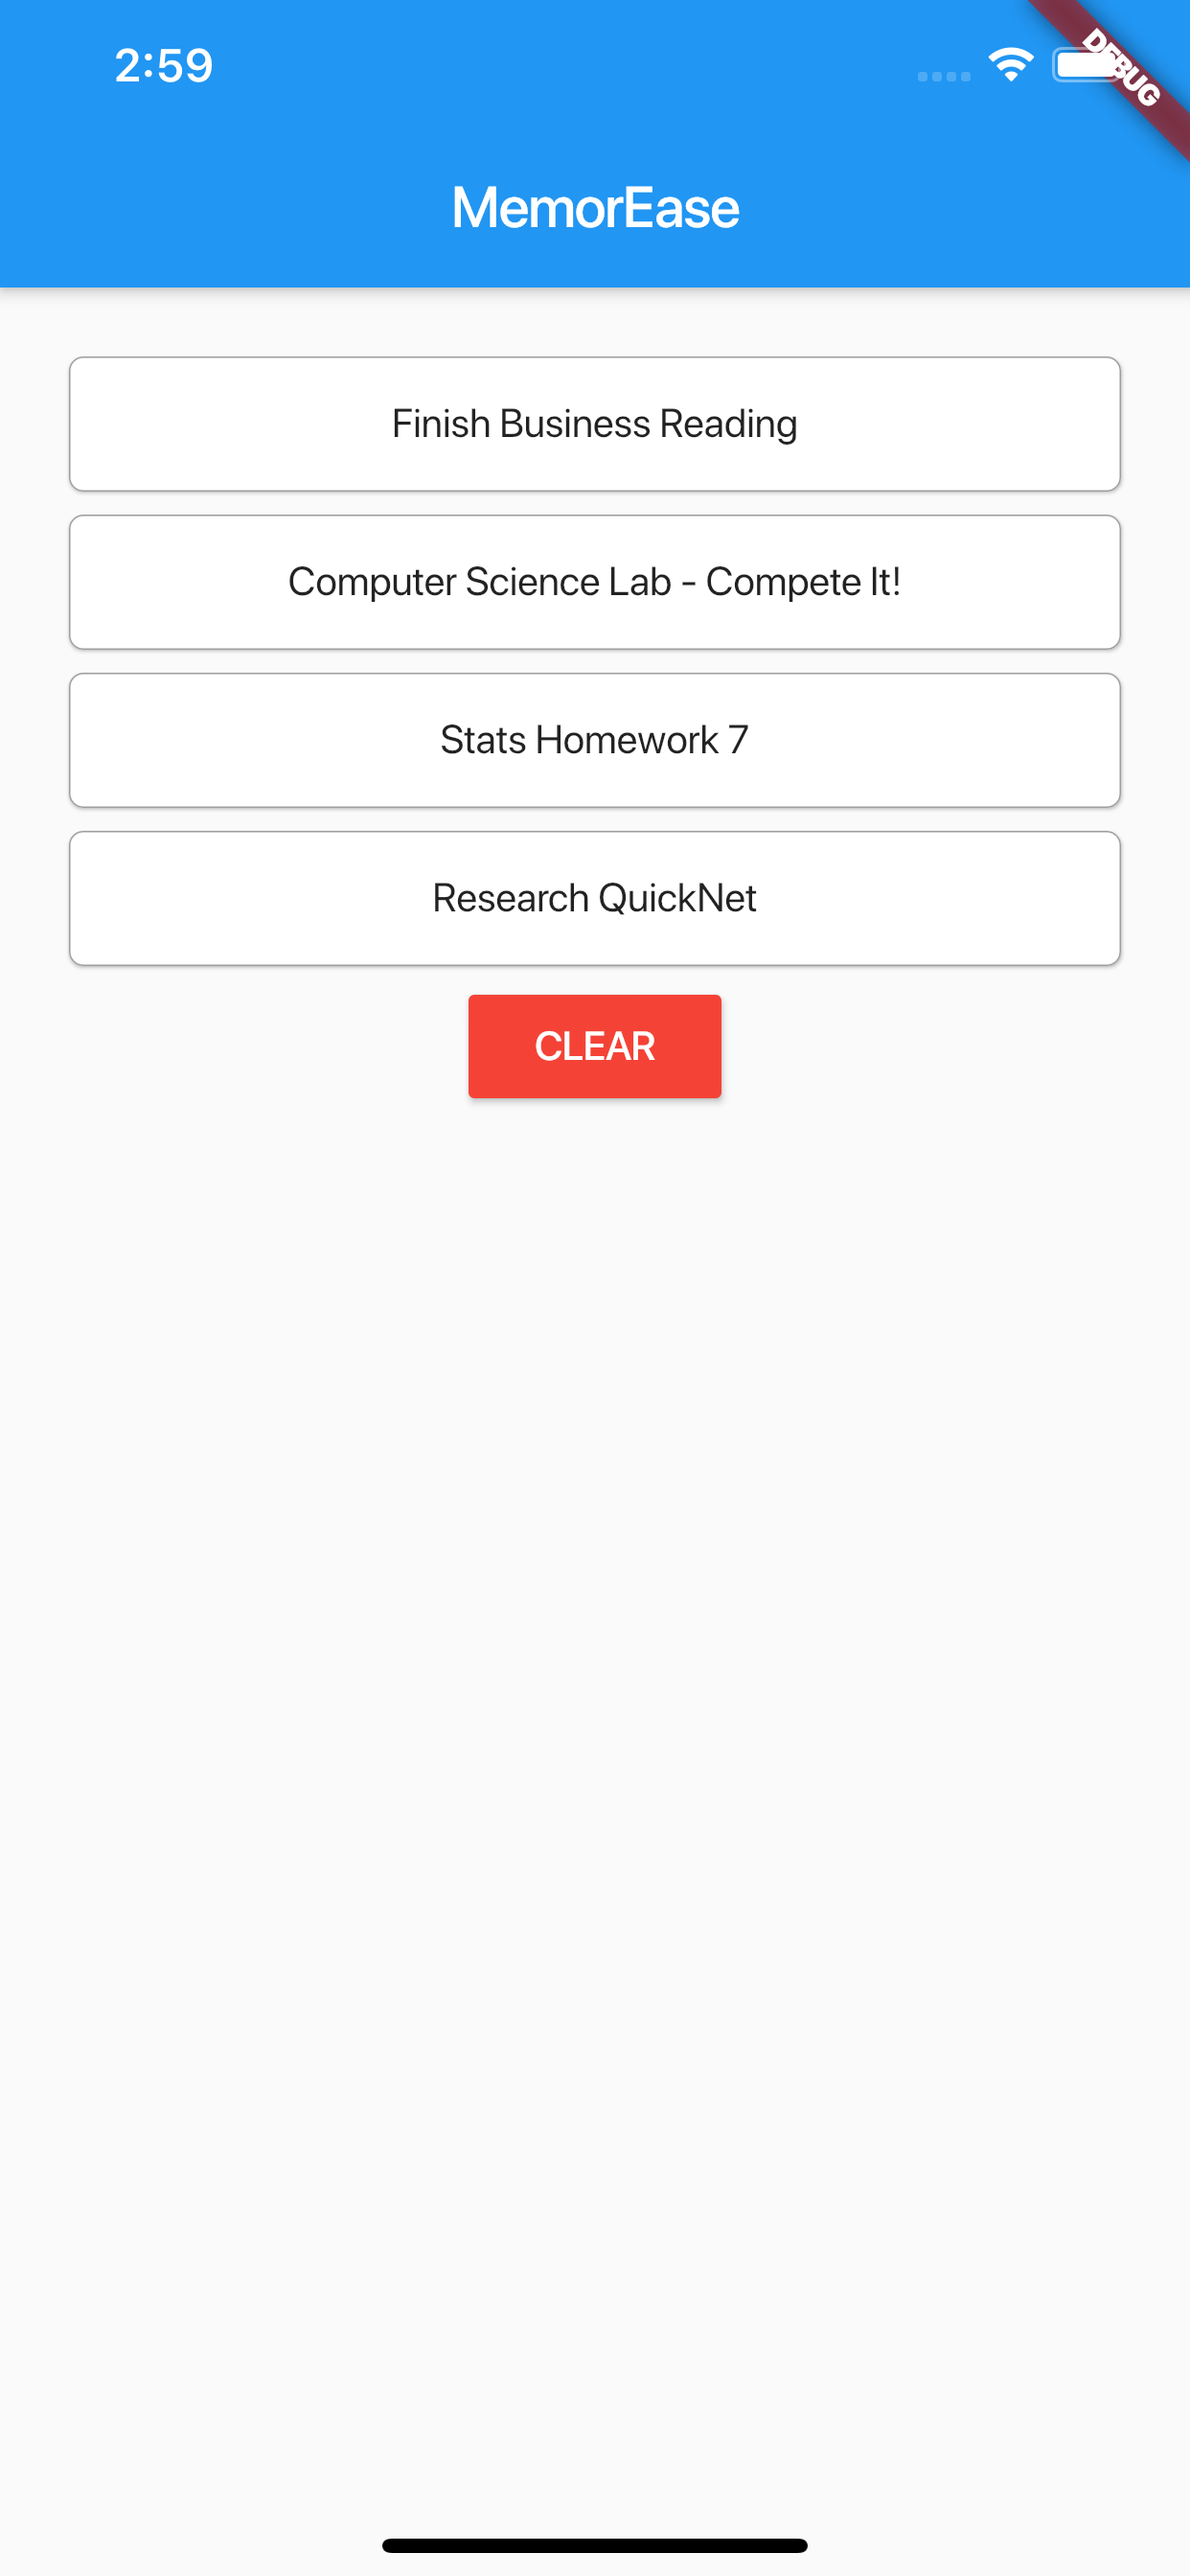 2:59
DEBUG
MemorEase
Finish Business Reading
Computer Science Lab - Compete It!
Stats Homework 7
Research QuickNet
CLEAR